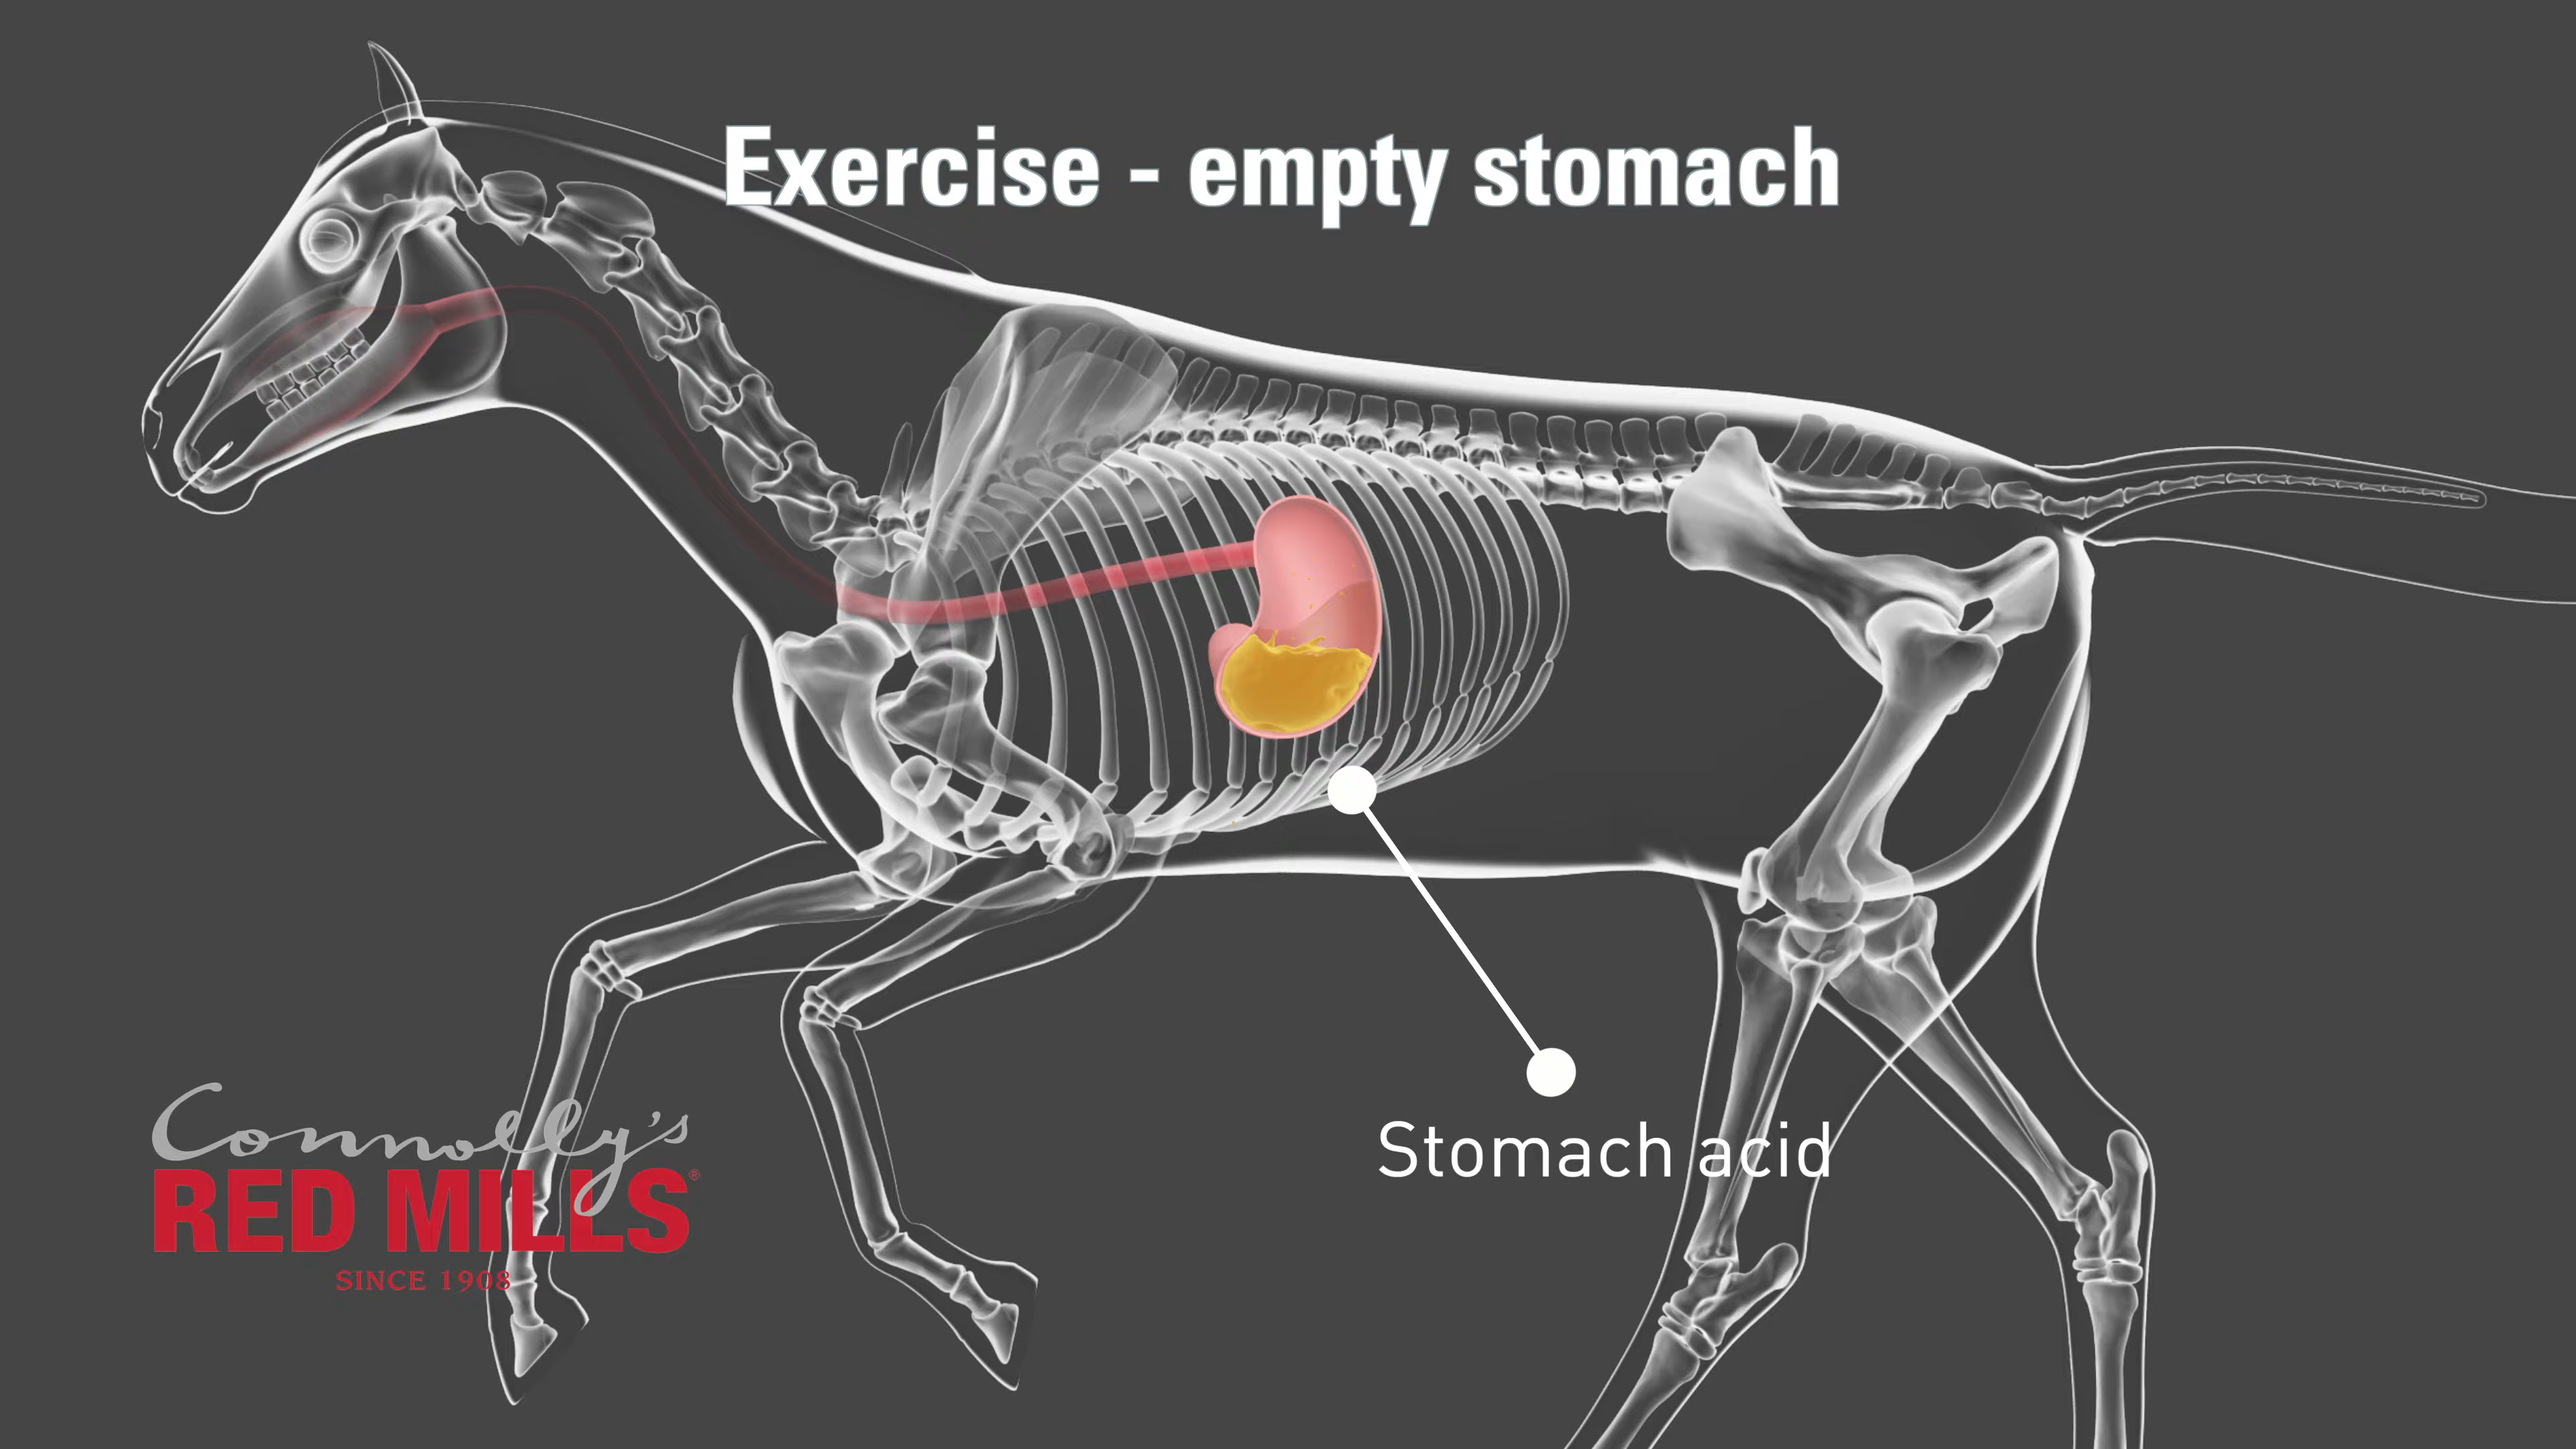 Exercise - empty stomach
Stomach acid
Connolly's
RED MILLS®
SINCE 1908